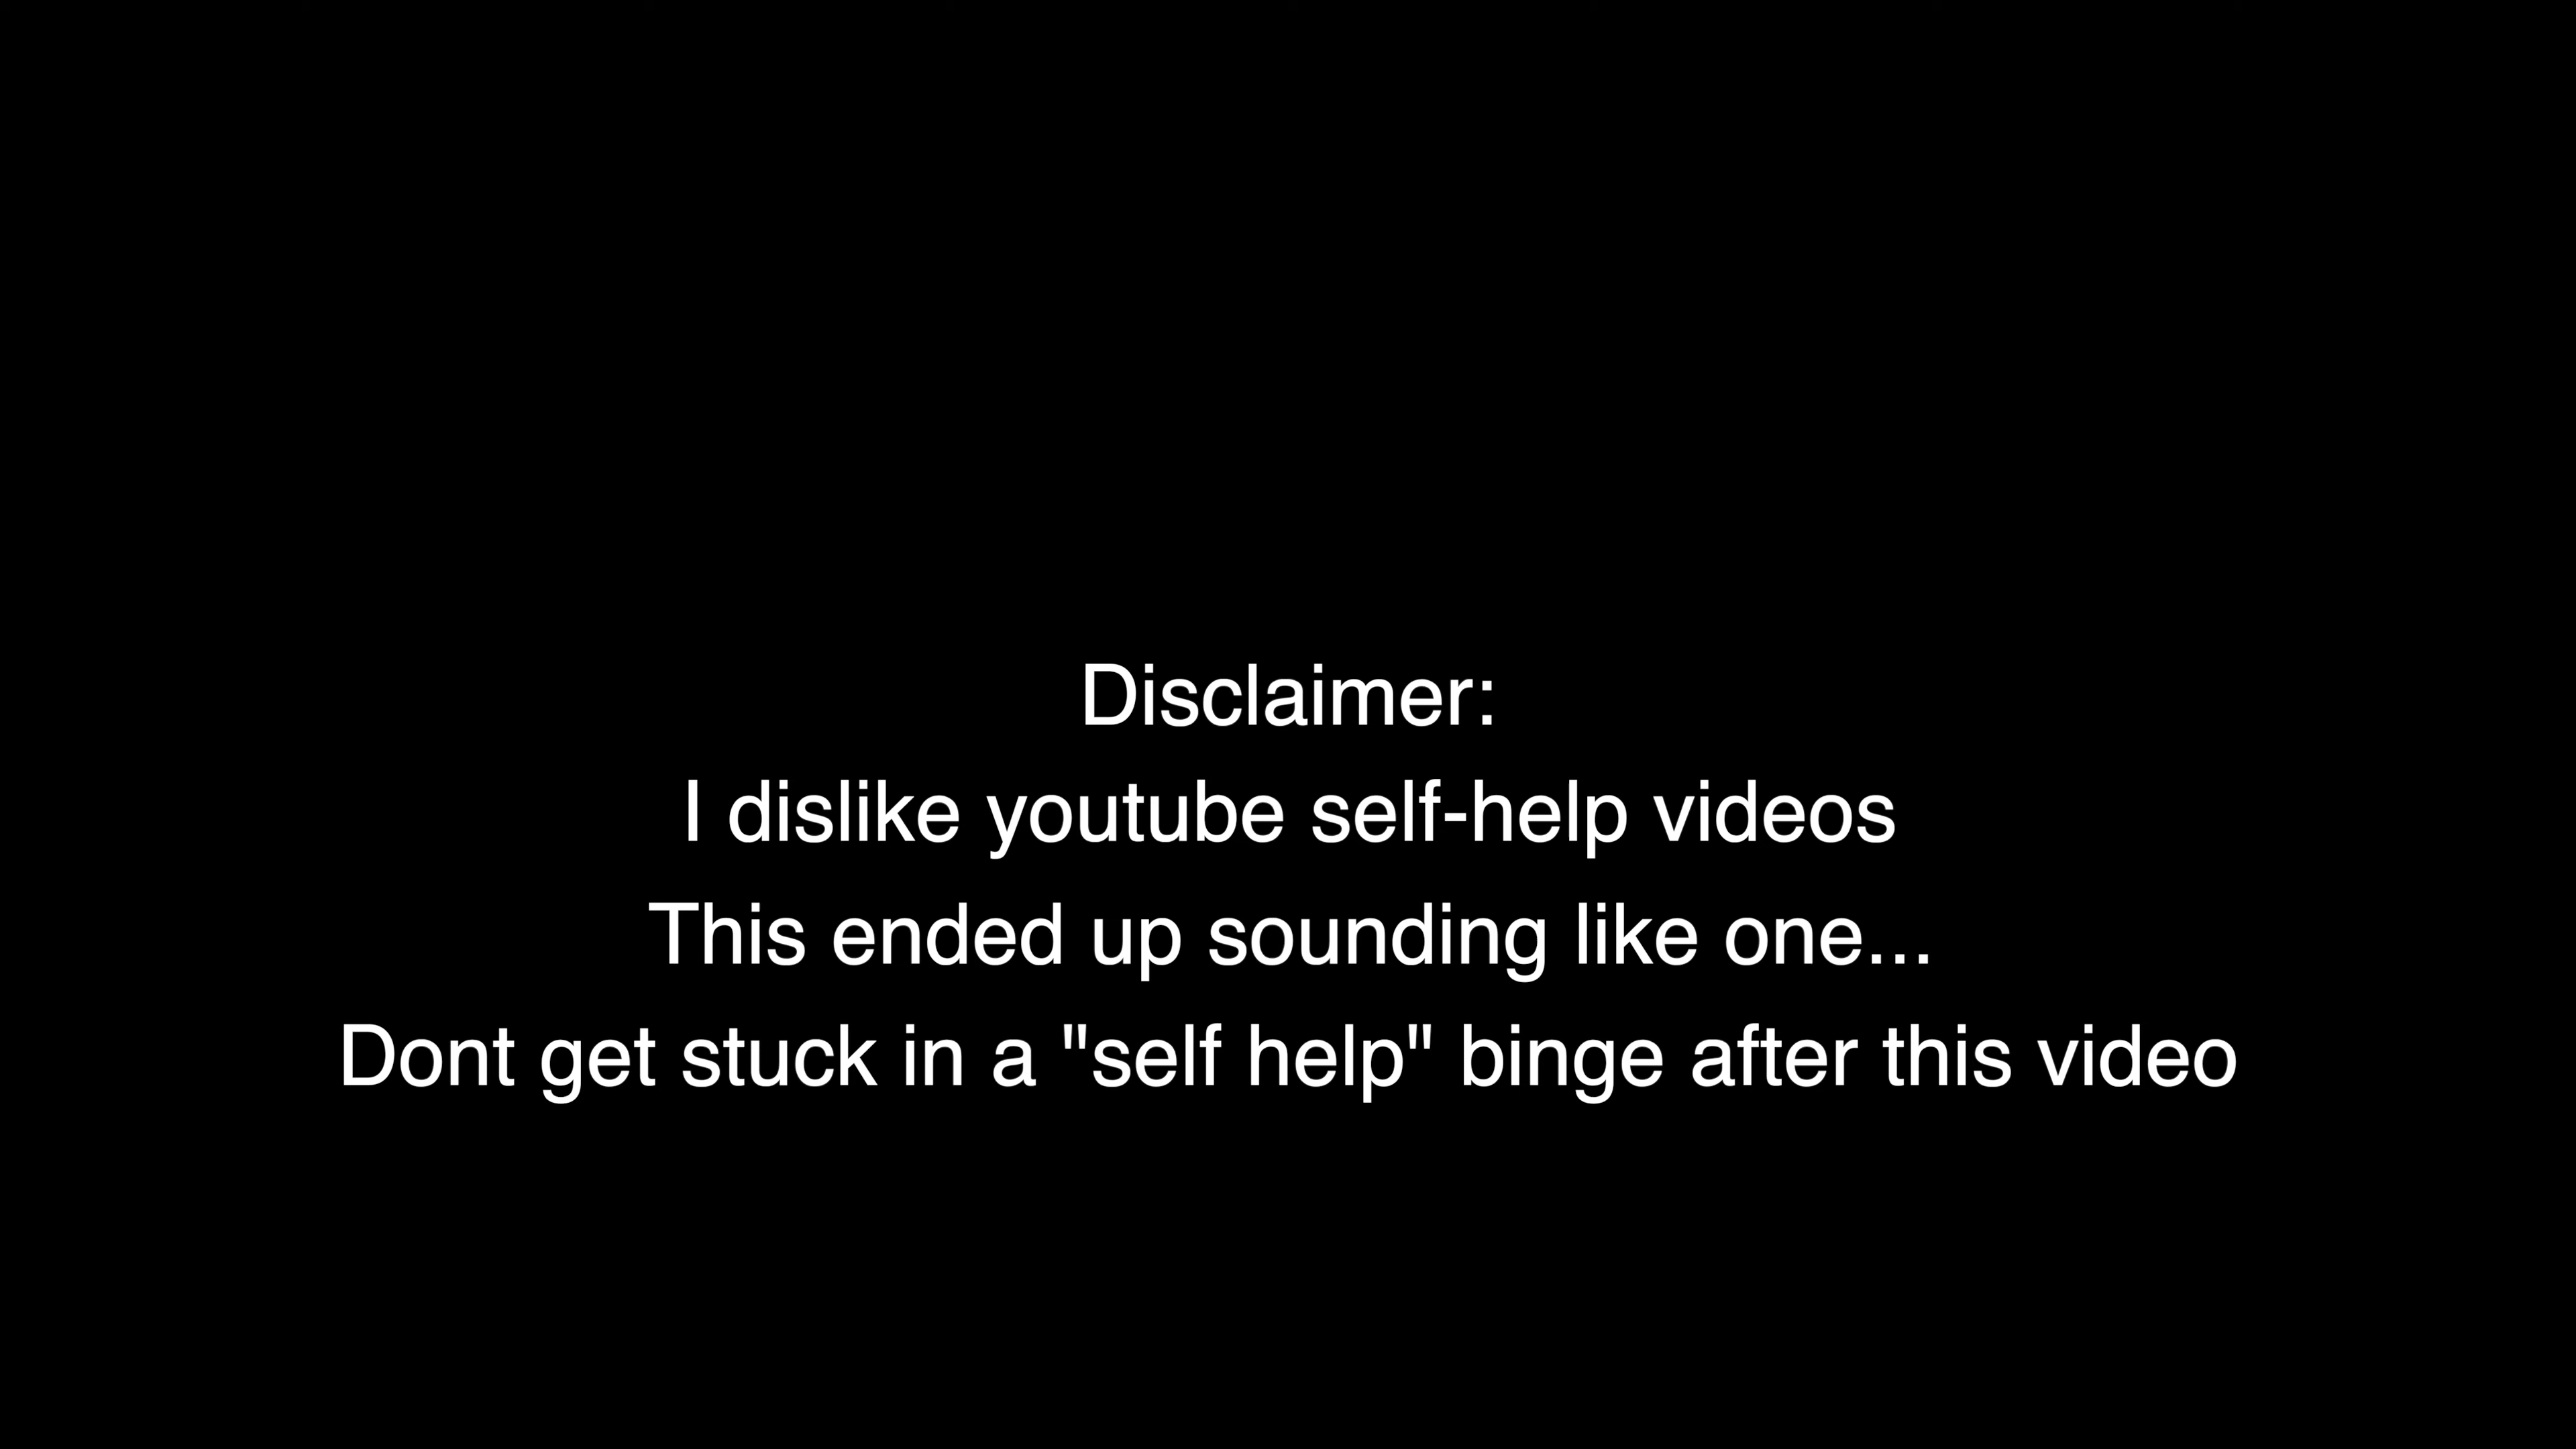 Disclaimer:
I dislike youtube self-help videos
This ended up sounding like one...
Dont get stuck in a "self help" binge after this video